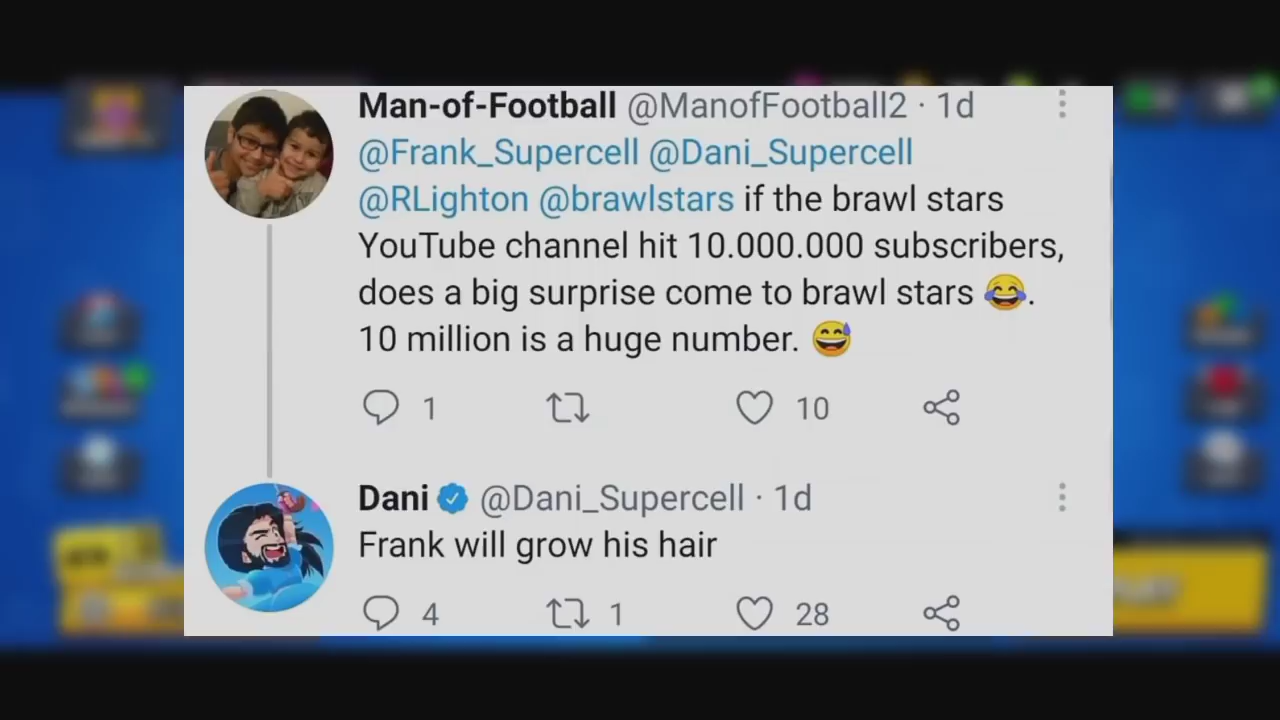 Man-of-Football @ManofFootball2 · 1d
@Frank_Supercell @Dani_Supercell
@RLighton @brawlstars if the brawl stars
YouTube channel hit 10.000.000 subscribers,
does a big surprise come to brawl stars 😂.
10 million is a huge number. 😅
1 10
Dani @Dani_Supercell · 1d
Frank will grow his hair
4 1 28